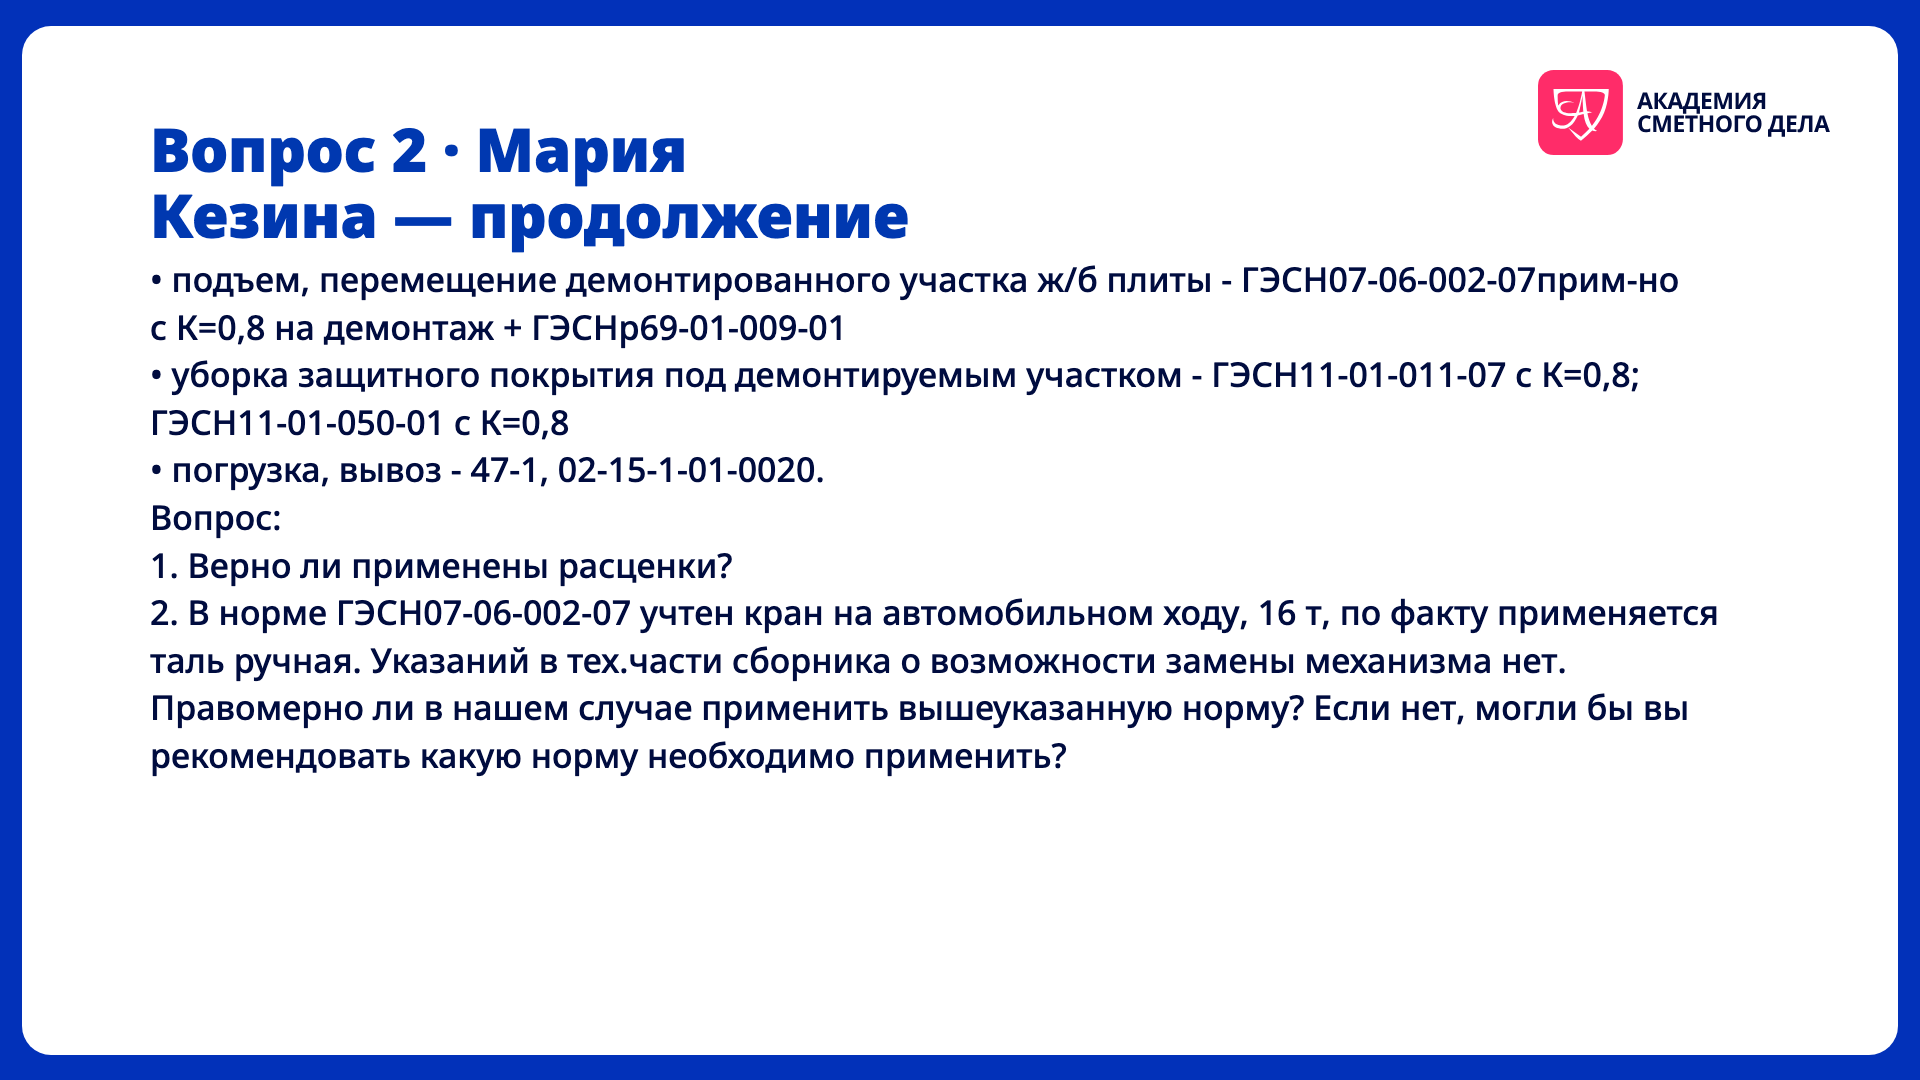 АКАДЕМИЯ
СМЕТНОГО ДЕЛА
Вопрос 2 · Мария
Кезина — продолжение
• подъем, перемещение демонтированного участка ж/б плиты - ГЭСН07-06-002-07прим-но
с К=0,8 на демонтаж + ГЭСНр69-01-009-01
• уборка защитного покрытия под демонтируемым участком - ГЭСН11-01-011-07 с К=0,8;
ГЭСН11-01-050-01 с К=0,8
• погрузка, вывоз - 47-1, 02-15-1-01-0020.
Вопрос:
1. Верно ли применены расценки?
2. В норме ГЭСН07-06-002-07 учтен кран на автомобильном ходу, 16 т, по факту применяется
таль ручная. Указаний в тех.части сборника о возможности замены механизма нет.
Правомерно ли в нашем случае применить вышеуказанную норму? Если нет, могли бы вы
рекомендовать какую норму необходимо применить?